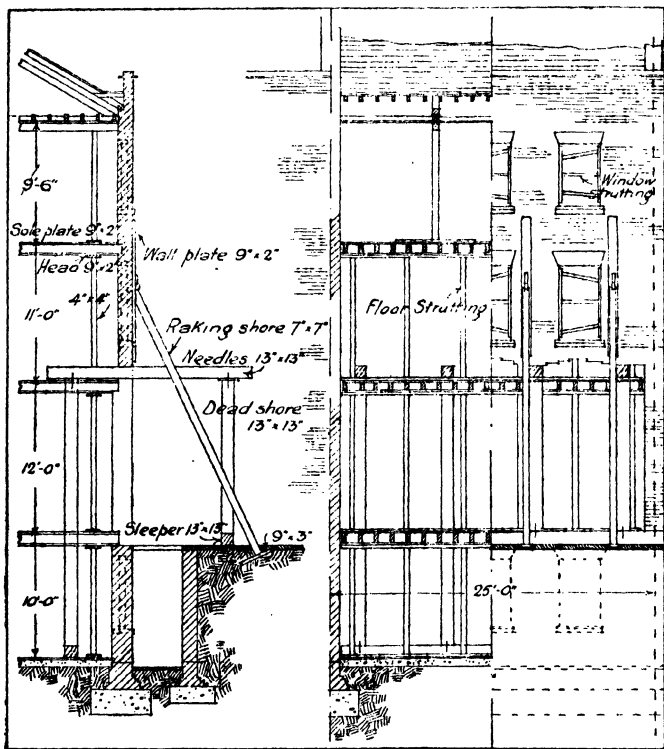 9'-6"
Sole plate 9" x 2"
Head 9" x 2"
4" x 4"
11'-0"
12'-0"
10'-0"
Wall plate 9" x 2"
Raking shore 7" x 7"
Needles 13" x 13"
Dead shore
13" x 13"
Sleeper 13" x 13"
9" x 3"
Floor Strutting
Window
Strutting
25'-0"